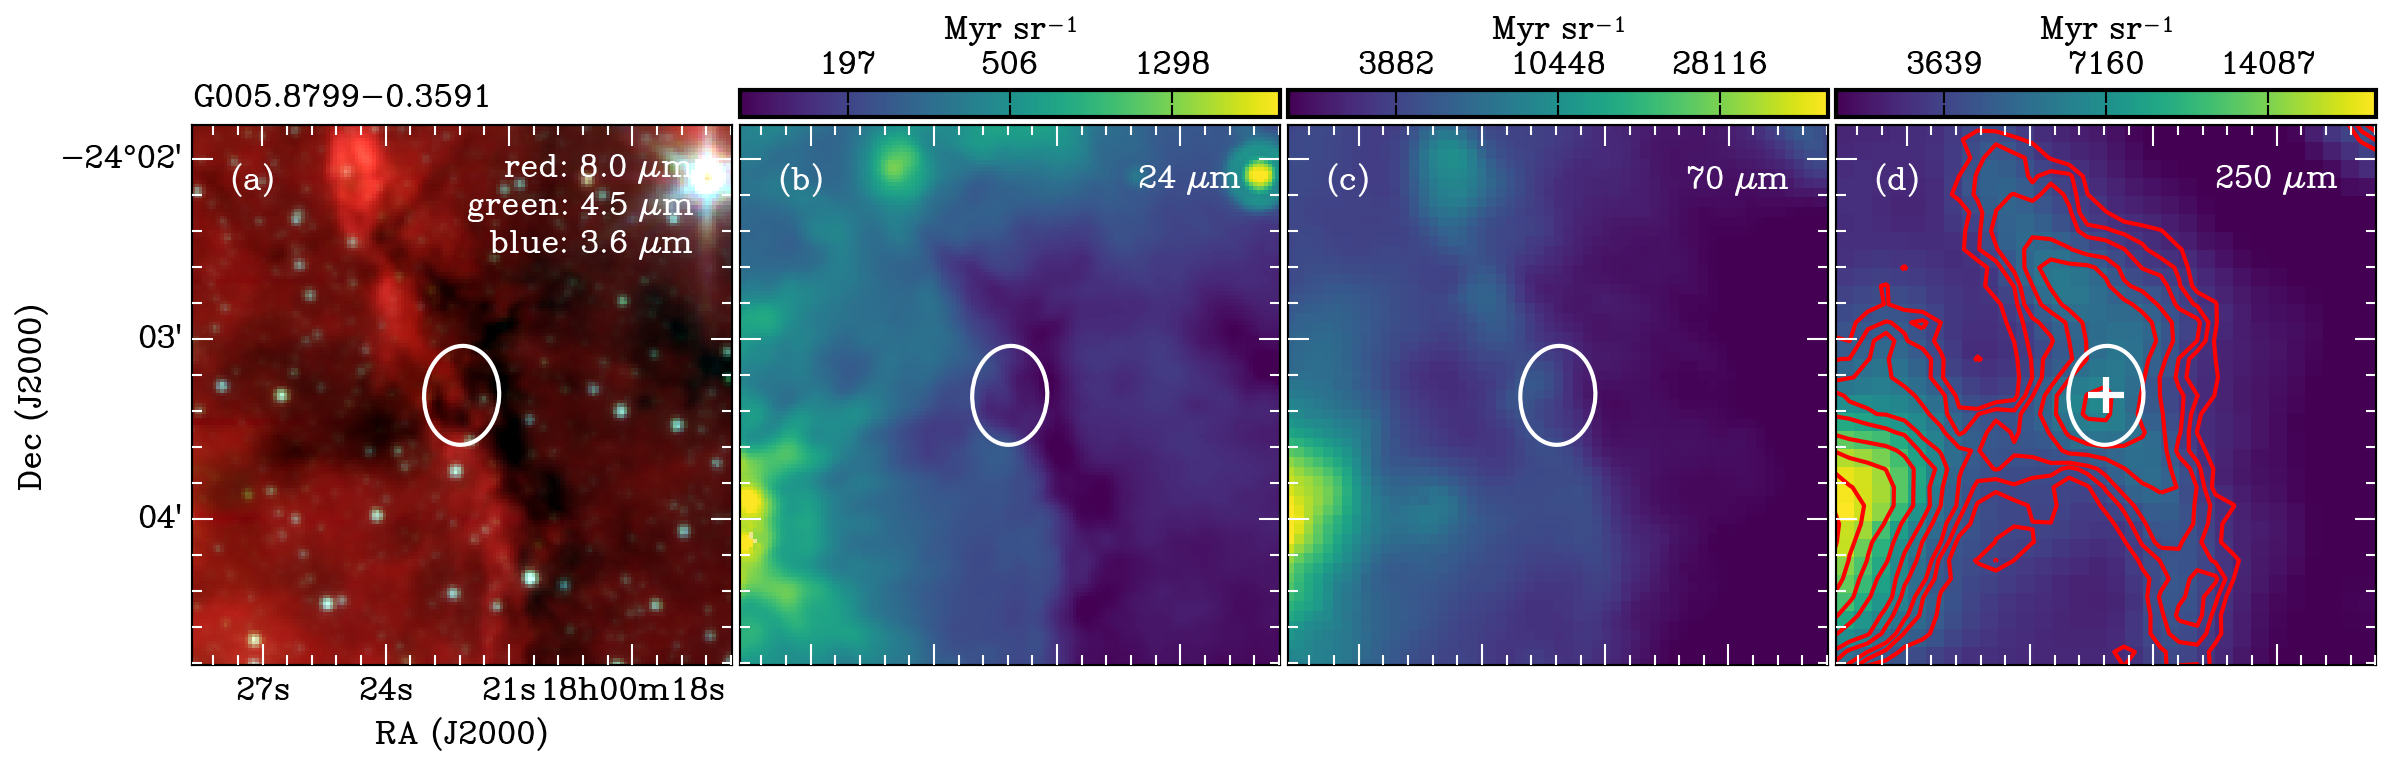 Myr sr⁻¹
Myr sr⁻¹
Myr sr⁻¹
197 506 1298
3882 10448 28116
3639 7160 14087
G005.8799−0.3591
(a)
red: 8.0 μm
green: 4.5 μm
blue: 3.6 μm
(b)
24 μm
(c)
70 μm
(d)
250 μm
−24°02'
03'
04'
Dec (J2000)
27s 24s 21s 18h00m18s
RA (J2000)